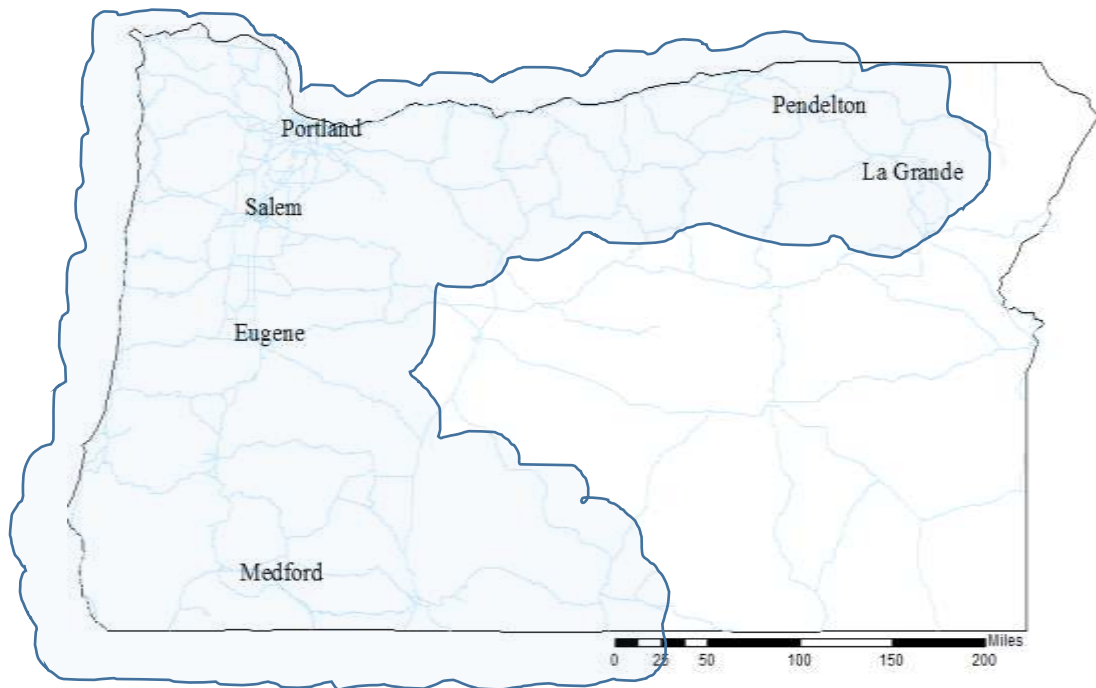 Pendelton
Portland
La Grande
Salem
Eugene
Medford
Miles
0 25 50 100 150 200